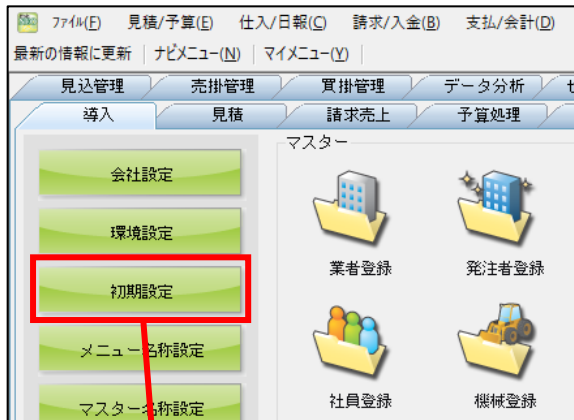 ﾌｧｲﾙ(F) 見積/予算(E) 仕入/日報(C) 請求/入金(B) 支払/会計(D)
最新の情報に更新 ﾅﾋﾞﾒﾆｭｰ(N) ﾏｲﾒﾆｭｰ(Y)
見込管理 売掛管理 買掛管理 データ分析
導入 見積 請求売上 予算処理
マスター
会社設定
環境設定
初期設定
メニュー名称設定
マスター名称設定
業者登録 発注者登録
社員登録 機械登録